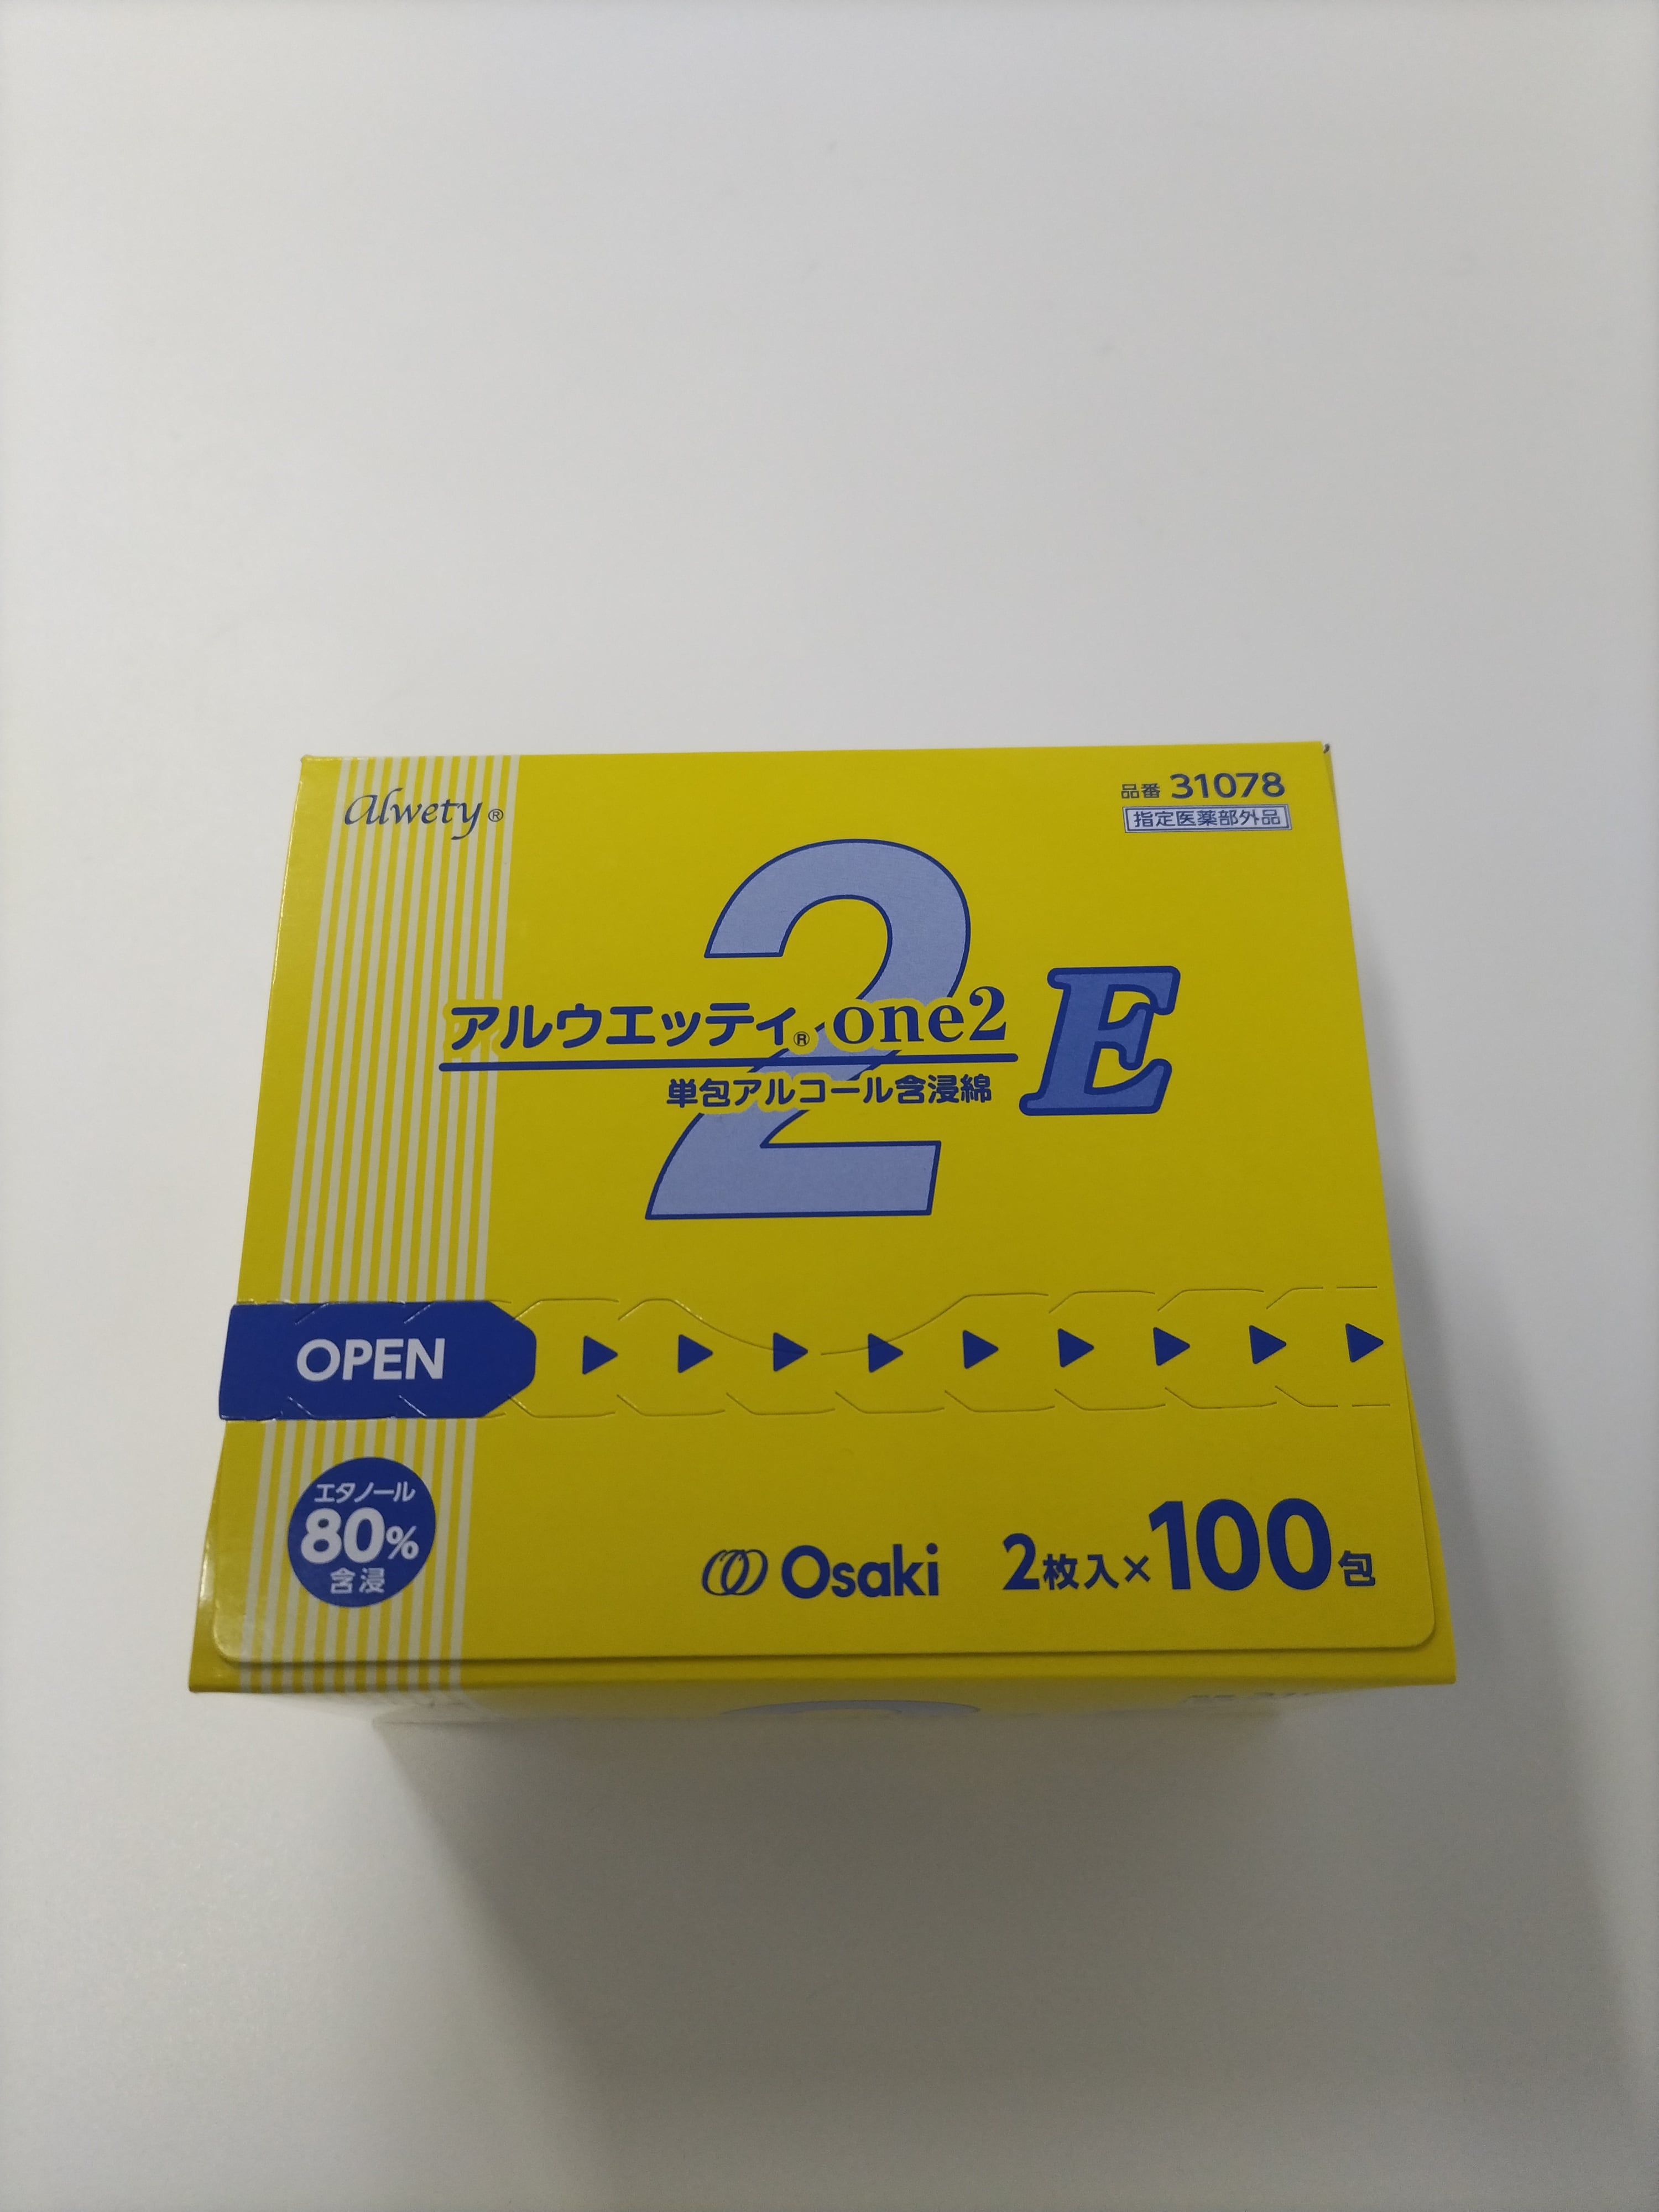 alwety®
品番 31078
指定医薬部外品
2
アルウエッティ® one2 E
単包アルコール含浸綿
OPEN
エタノール
80%
含浸
Osaki
2枚入×100包